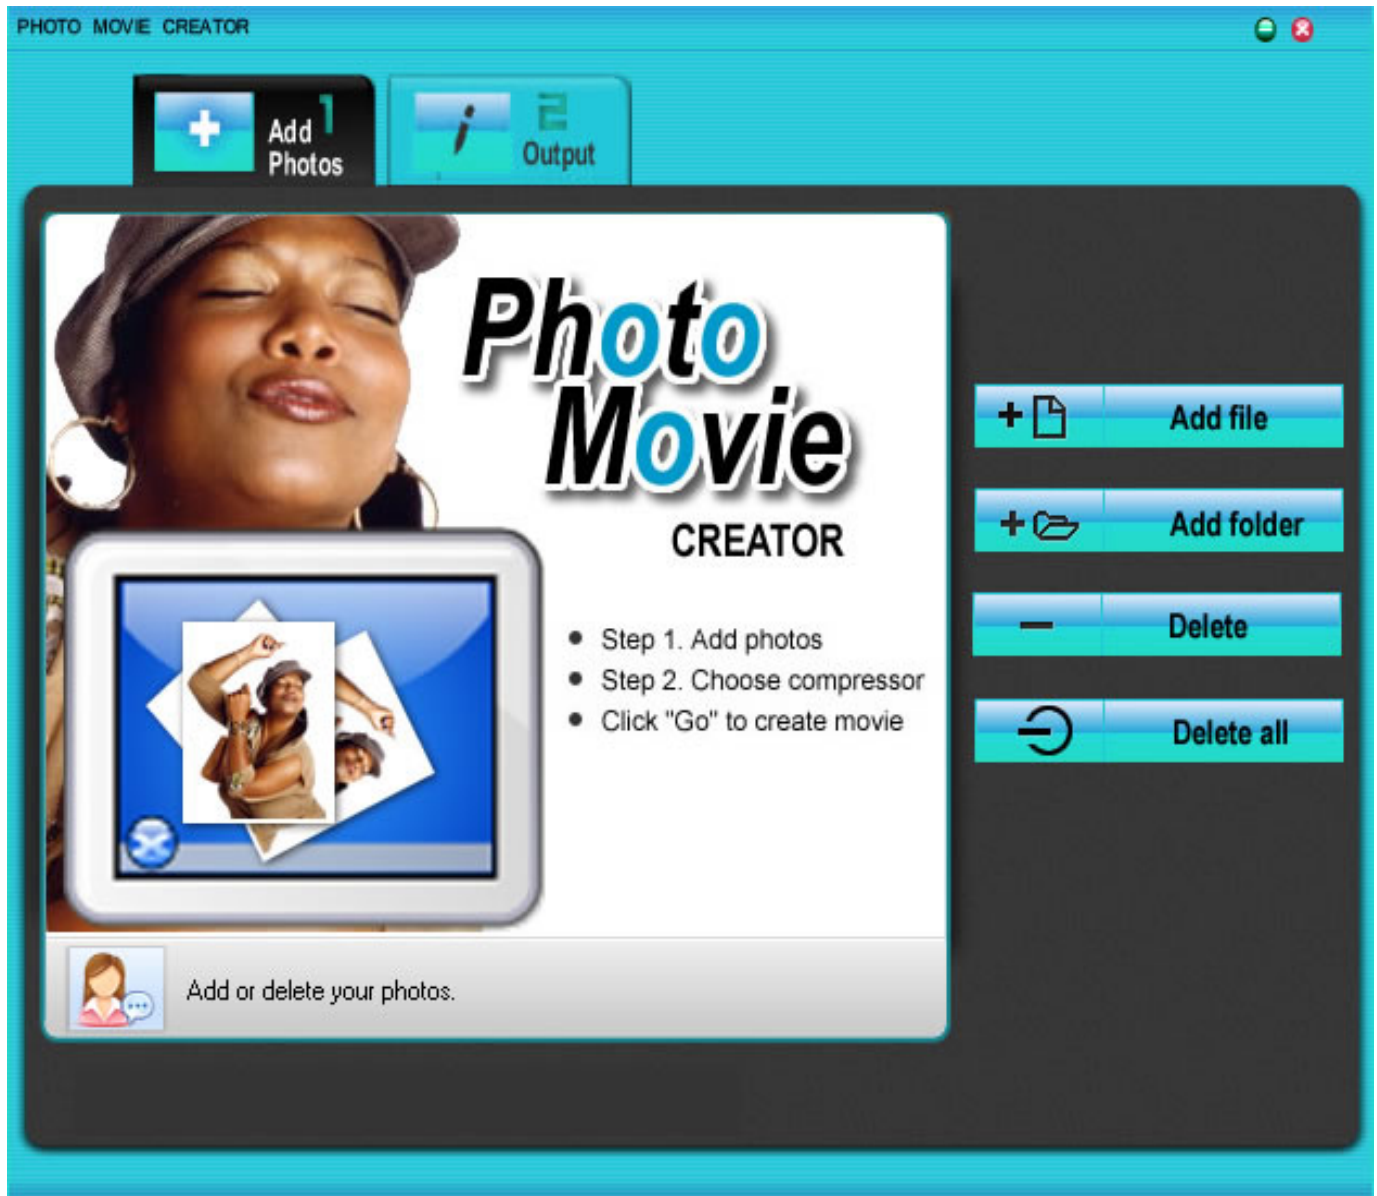 PHOTO MOVIE CREATOR
1
Add
Photos
2
Output
Photo
Movie
CREATOR
Step 1. Add photos
Step 2. Choose compressor
Click "Go" to create movie
Add file
Add folder
Delete
Delete all
Add or delete your photos.